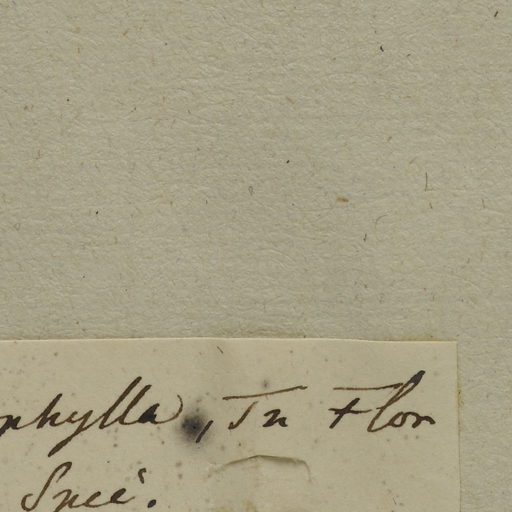 phylla, In Flor
Spec.